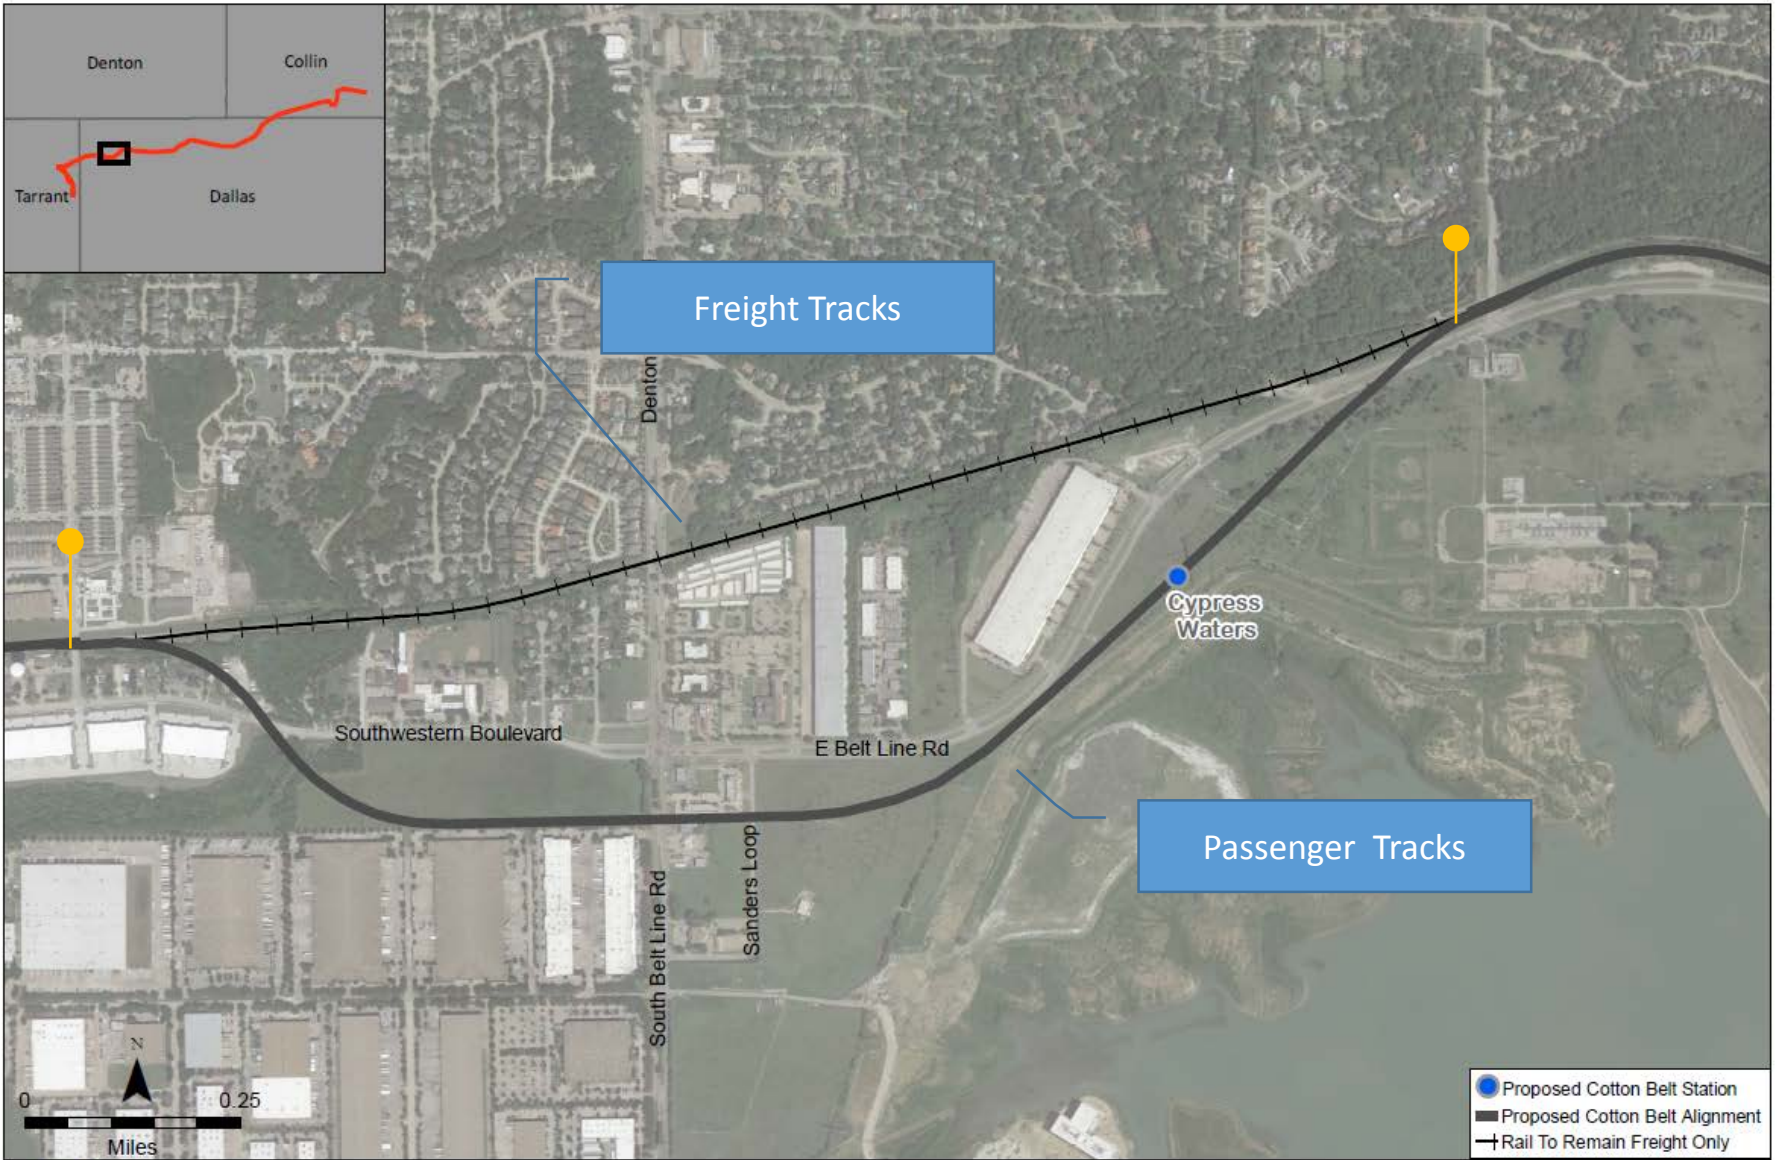 Denton
Collin
Tarrant
Dallas
Freight Tracks
Denton
Cypress
Waters
Southwestern Boulevard
E Belt Line Rd
Passenger  Tracks
Sanders Loop
South Belt Line Rd
N
0
0.25
Miles
Proposed Cotton Belt Station
Proposed Cotton Belt Alignment
Rail To Remain Freight Only